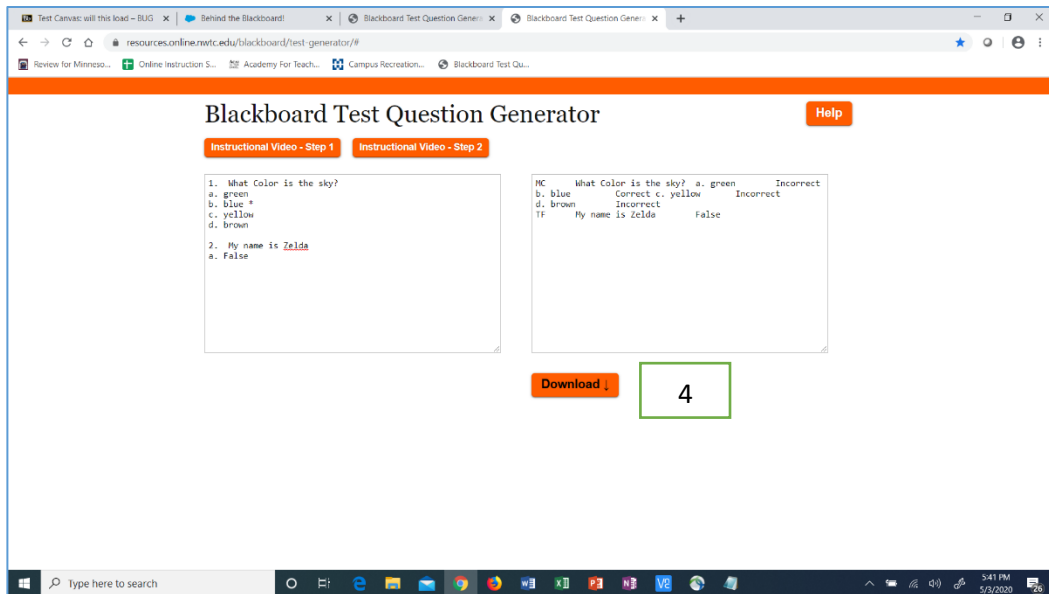 Test Canvas: will this load – BUG
Behind the Blackboard!
Blackboard Test Question Genera
Blackboard Test Question Genera
resources.online.nwtc.edu/blackboard/test-generator/#
Review for Minneso...
Online Instruction S...
Academy For Teach...
Campus Recreation...
Blackboard Test Qu...
Blackboard Test Question Generator
Help
Instructional Video - Step 1
Instructional Video - Step 2
1. What Color is the sky?
a. green
b. blue *
c. yellow
d. brown
2. My name is Zelda
a. False
MC What Color is the sky? a. green Incorrect
b. blue Correct c. yellow Incorrect
d. brown Incorrect
TF My name is Zelda False
Download ↓
4
Type here to search
5:41 PM
5/3/2020
26